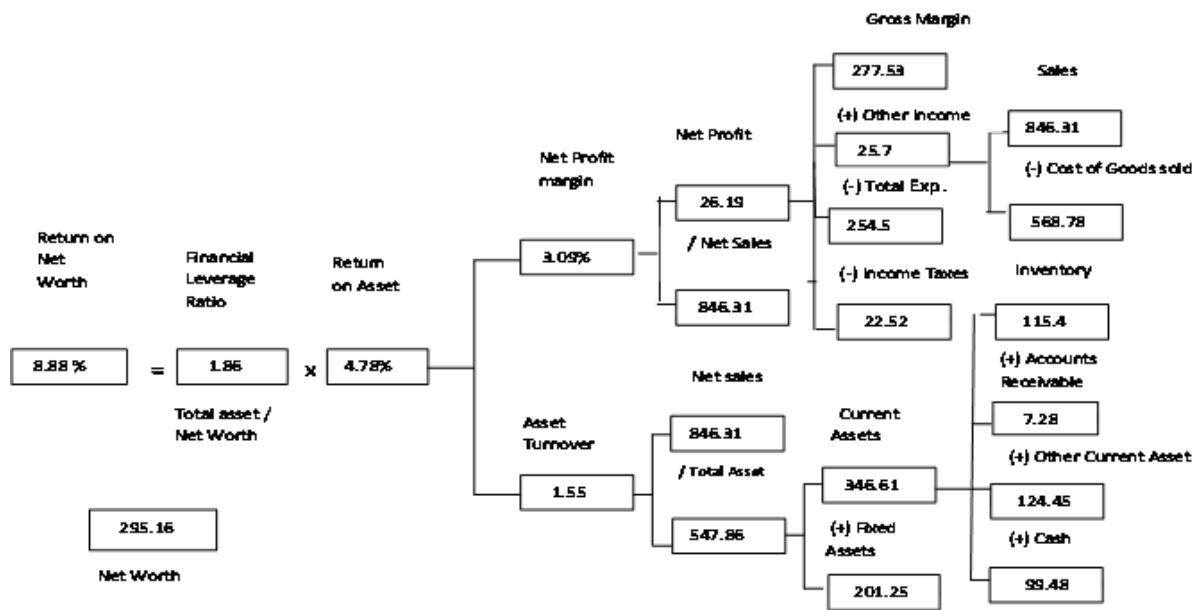 Gross Margin
277.53
Sales
(+) Other Income
846.31
Net Profit
25.7
Net Profit
margin
(-) Cost of Goods sold
(-) Total Exp.
26.19
254.5
568.78
Return on
Net
Worth
Financial
Leverage
Ratio
Return
on Asset
3.09%
/ Net Sales
(-) Income Taxes
Inventory
846.31
22.52
115.4
8.88 %
=
1.86
x
4.78%
(+) Accounts
Receivable
Net sales
Total asset /
Net Worth
Asset
Turnover
846.31
Current
Assets
7.28
(+) Other Current Asset
/ Total Asset
1.55
346.61
124.45
295.16
547.86
(+) Fixed
Assets
(+) Cash
Net Worth
201.25
99.48